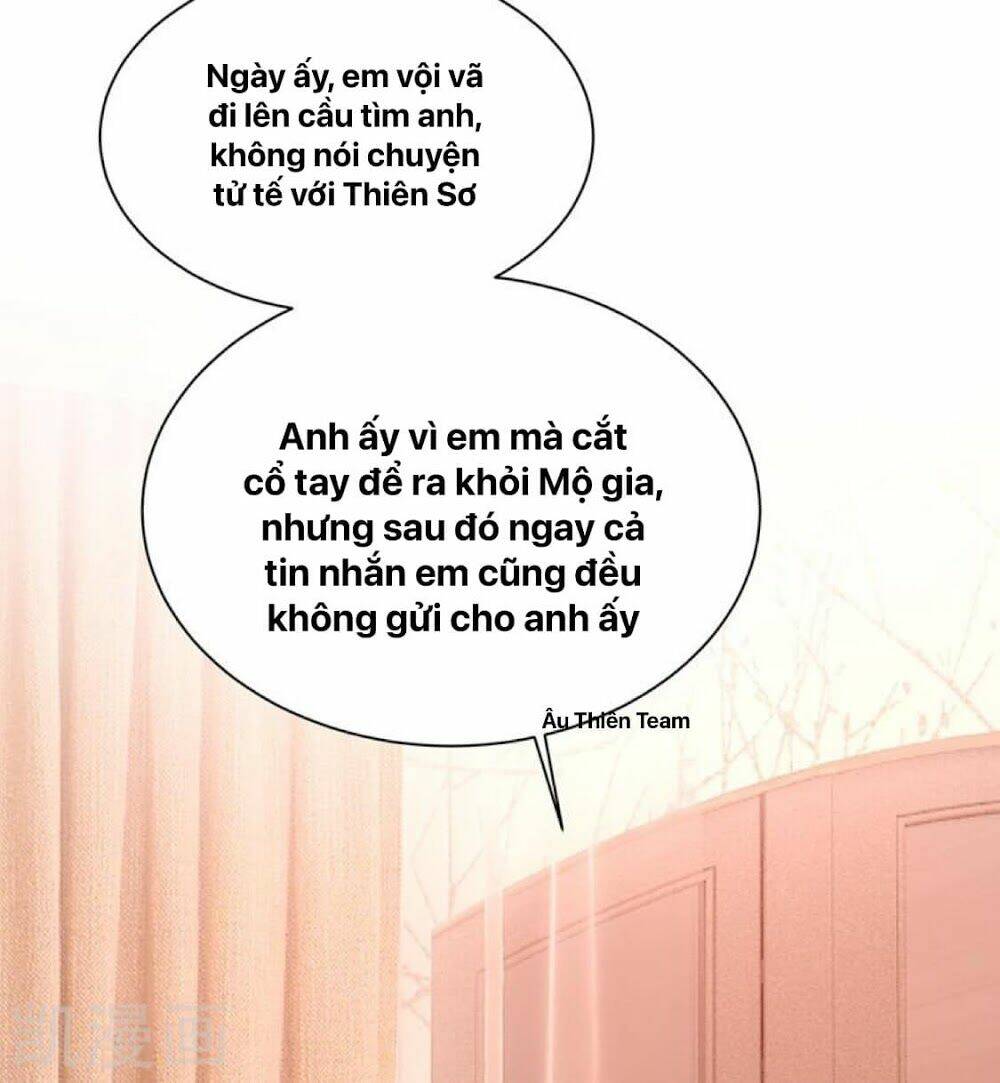 Ngày ấy, em vội vã
đi lên cầu tìm anh,
không nói chuyện
tử tế với Thiên Sơ
Anh ấy vì em mà cắt
cổ tay để ra khỏi Mộ gia,
nhưng sau đó ngay cả
tin nhắn em cũng đều
không gửi cho anh ấy
Âu Thiên Team
凯漫画